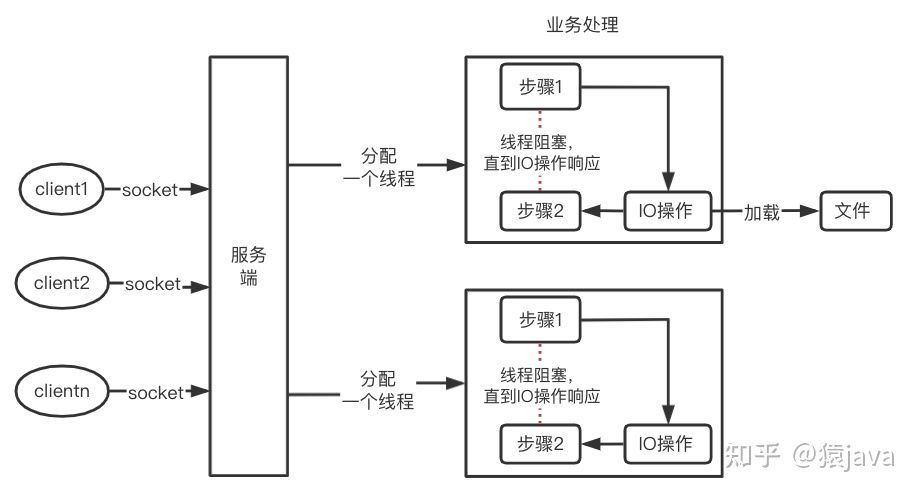 业务处理
步骤1
线程阻塞，
直到IO操作响应
步骤2
IO操作
加载
文件
分配
一个线程
client1
socket
client2
socket
clientn
socket
服务
端
分配
一个线程
步骤1
线程阻塞，
直到IO操作响应
步骤2
IO操作
知乎 @猿java